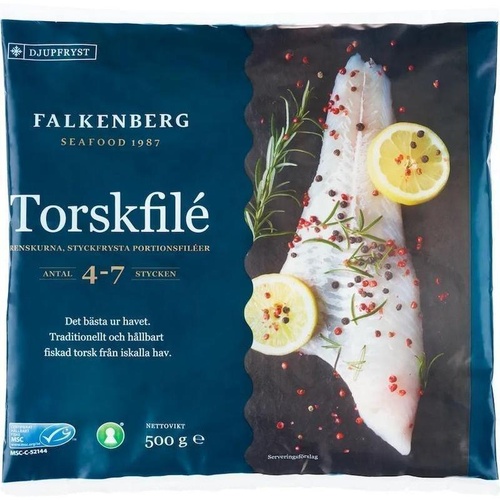 DJUPFRYST
FALKENBERG
SEAFOOD 1987
Torskfilé
RENSKURNA, STYCKFRYSTA PORTIONSFILÉER
ANTAL 4-7 STYCKEN
Det bästa ur havet.
Traditionellt och hållbart
fiskad torsk från iskalla hav.
MSC
MSC-C-52144
NETTOVIKT
500 g e
Serveringsförslag